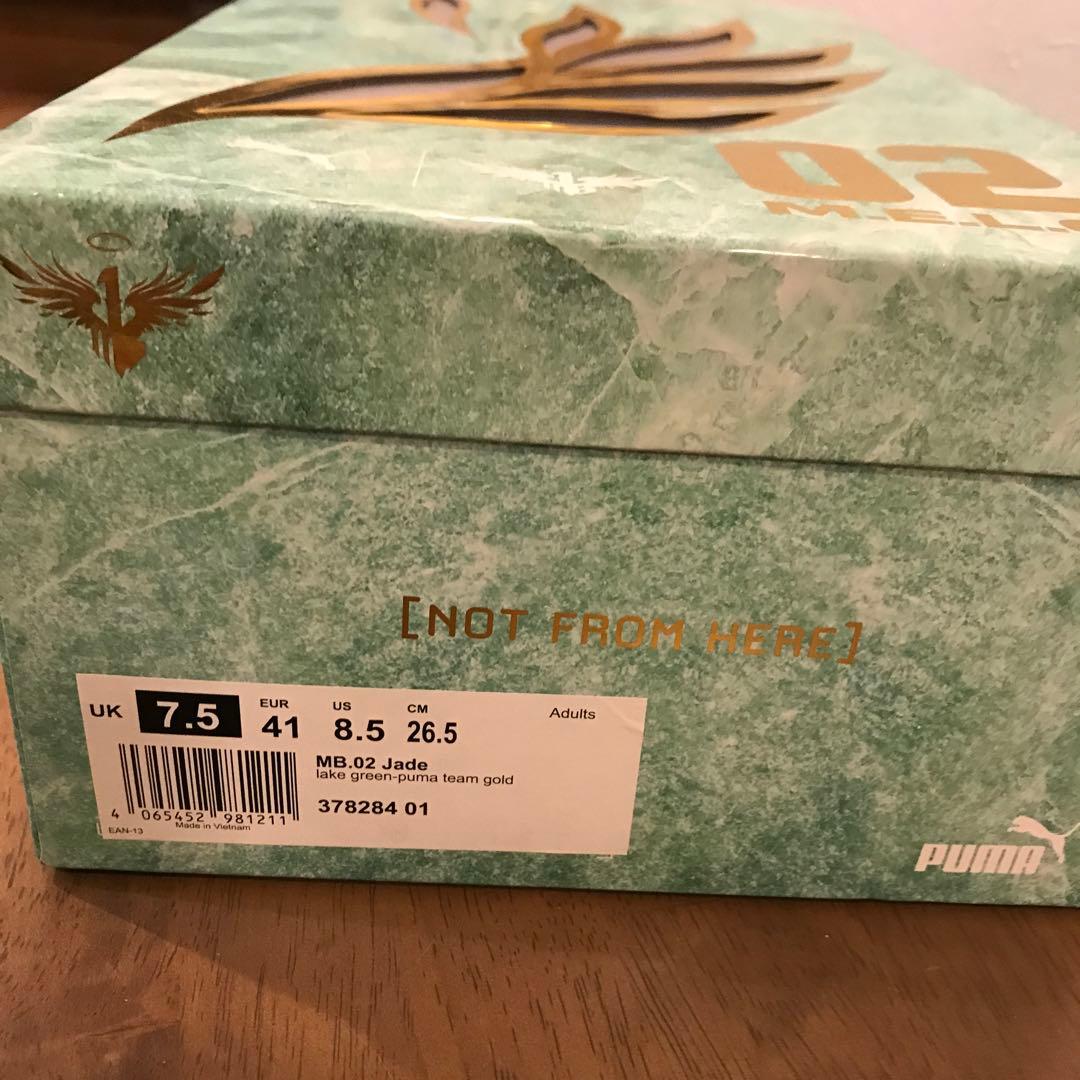 02
[NOT FROM HERE]
UK 7.5 EUR 41 US 8.5 CM 26.5 Adults
MB.02 Jade
lake green-puma team gold
378284 01
4 065452 981211
EAN-13 Made in Vietnam
PUMA